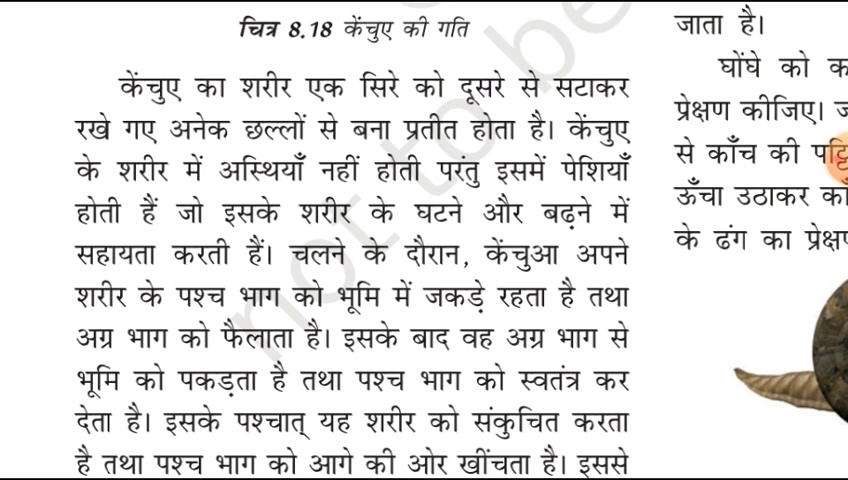 चित्र 8.18 केंचुए की गति
केंचुए का शरीर एक सिरे को दूसरे से सटाकर
रखे गए अनेक छल्लों से बना प्रतीत होता है। केंचुए
के शरीर में अस्थियाँ नहीं होती परंतु इसमें पेशियाँ
होती हैं जो इसके शरीर के घटने और बढ़ने में
सहायता करती हैं। चलने के दौरान, केंचुआ अपने
शरीर के पश्च भाग को भूमि में जकड़े रहता है तथा
अग्र भाग को फैलाता है। इसके बाद वह अग्र भाग से
भूमि को पकड़ता है तथा पश्च भाग को स्वतंत्र कर
देता है। इसके पश्चात् यह शरीर को संकुचित करता
है तथा पश्च भाग को आगे की ओर खींचता है। इससे
जाता है।
घोंघे को
प्रेक्षण कीजिए।
से काँच की
ऊँचा उठाकर
के ढंग का
not to be